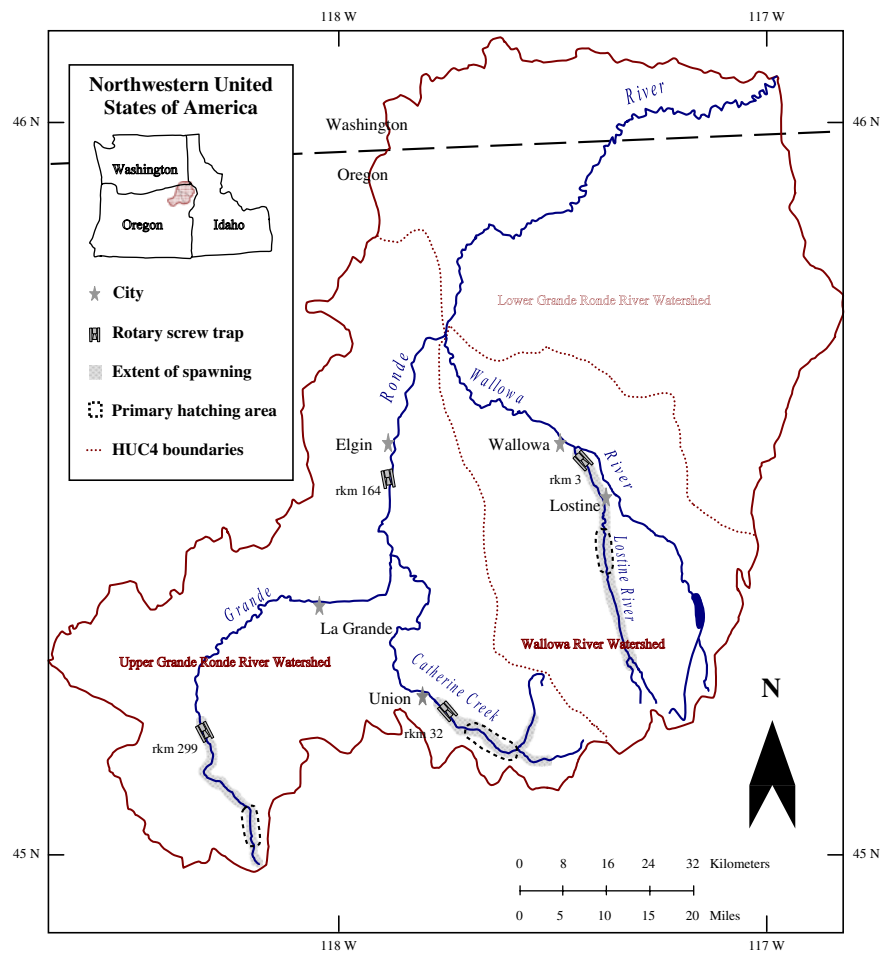 118 W
117 W
Northwestern United
States of America
Washington
Oregon
Idaho
City
Rotary screw trap
Extent of spawning
Primary hatching area
HUC4 boundaries
River
46 N
46 N
Washington
Oregon
Lower Grande Ronde River Watershed
Ronde
Wallowa
Elgin
Wallowa
River
rkm 164
rkm 3
Lostine
Lostine River
Grande
La Grande
Upper Grande Ronde River Watershed
Wallowa River Watershed
Catherine Creek
Union
N
rkm 299
rkm 32
45 N
45 N
0 8 16 24 32 Kilometers
0 5 10 15 20 Miles
118 W
117 W